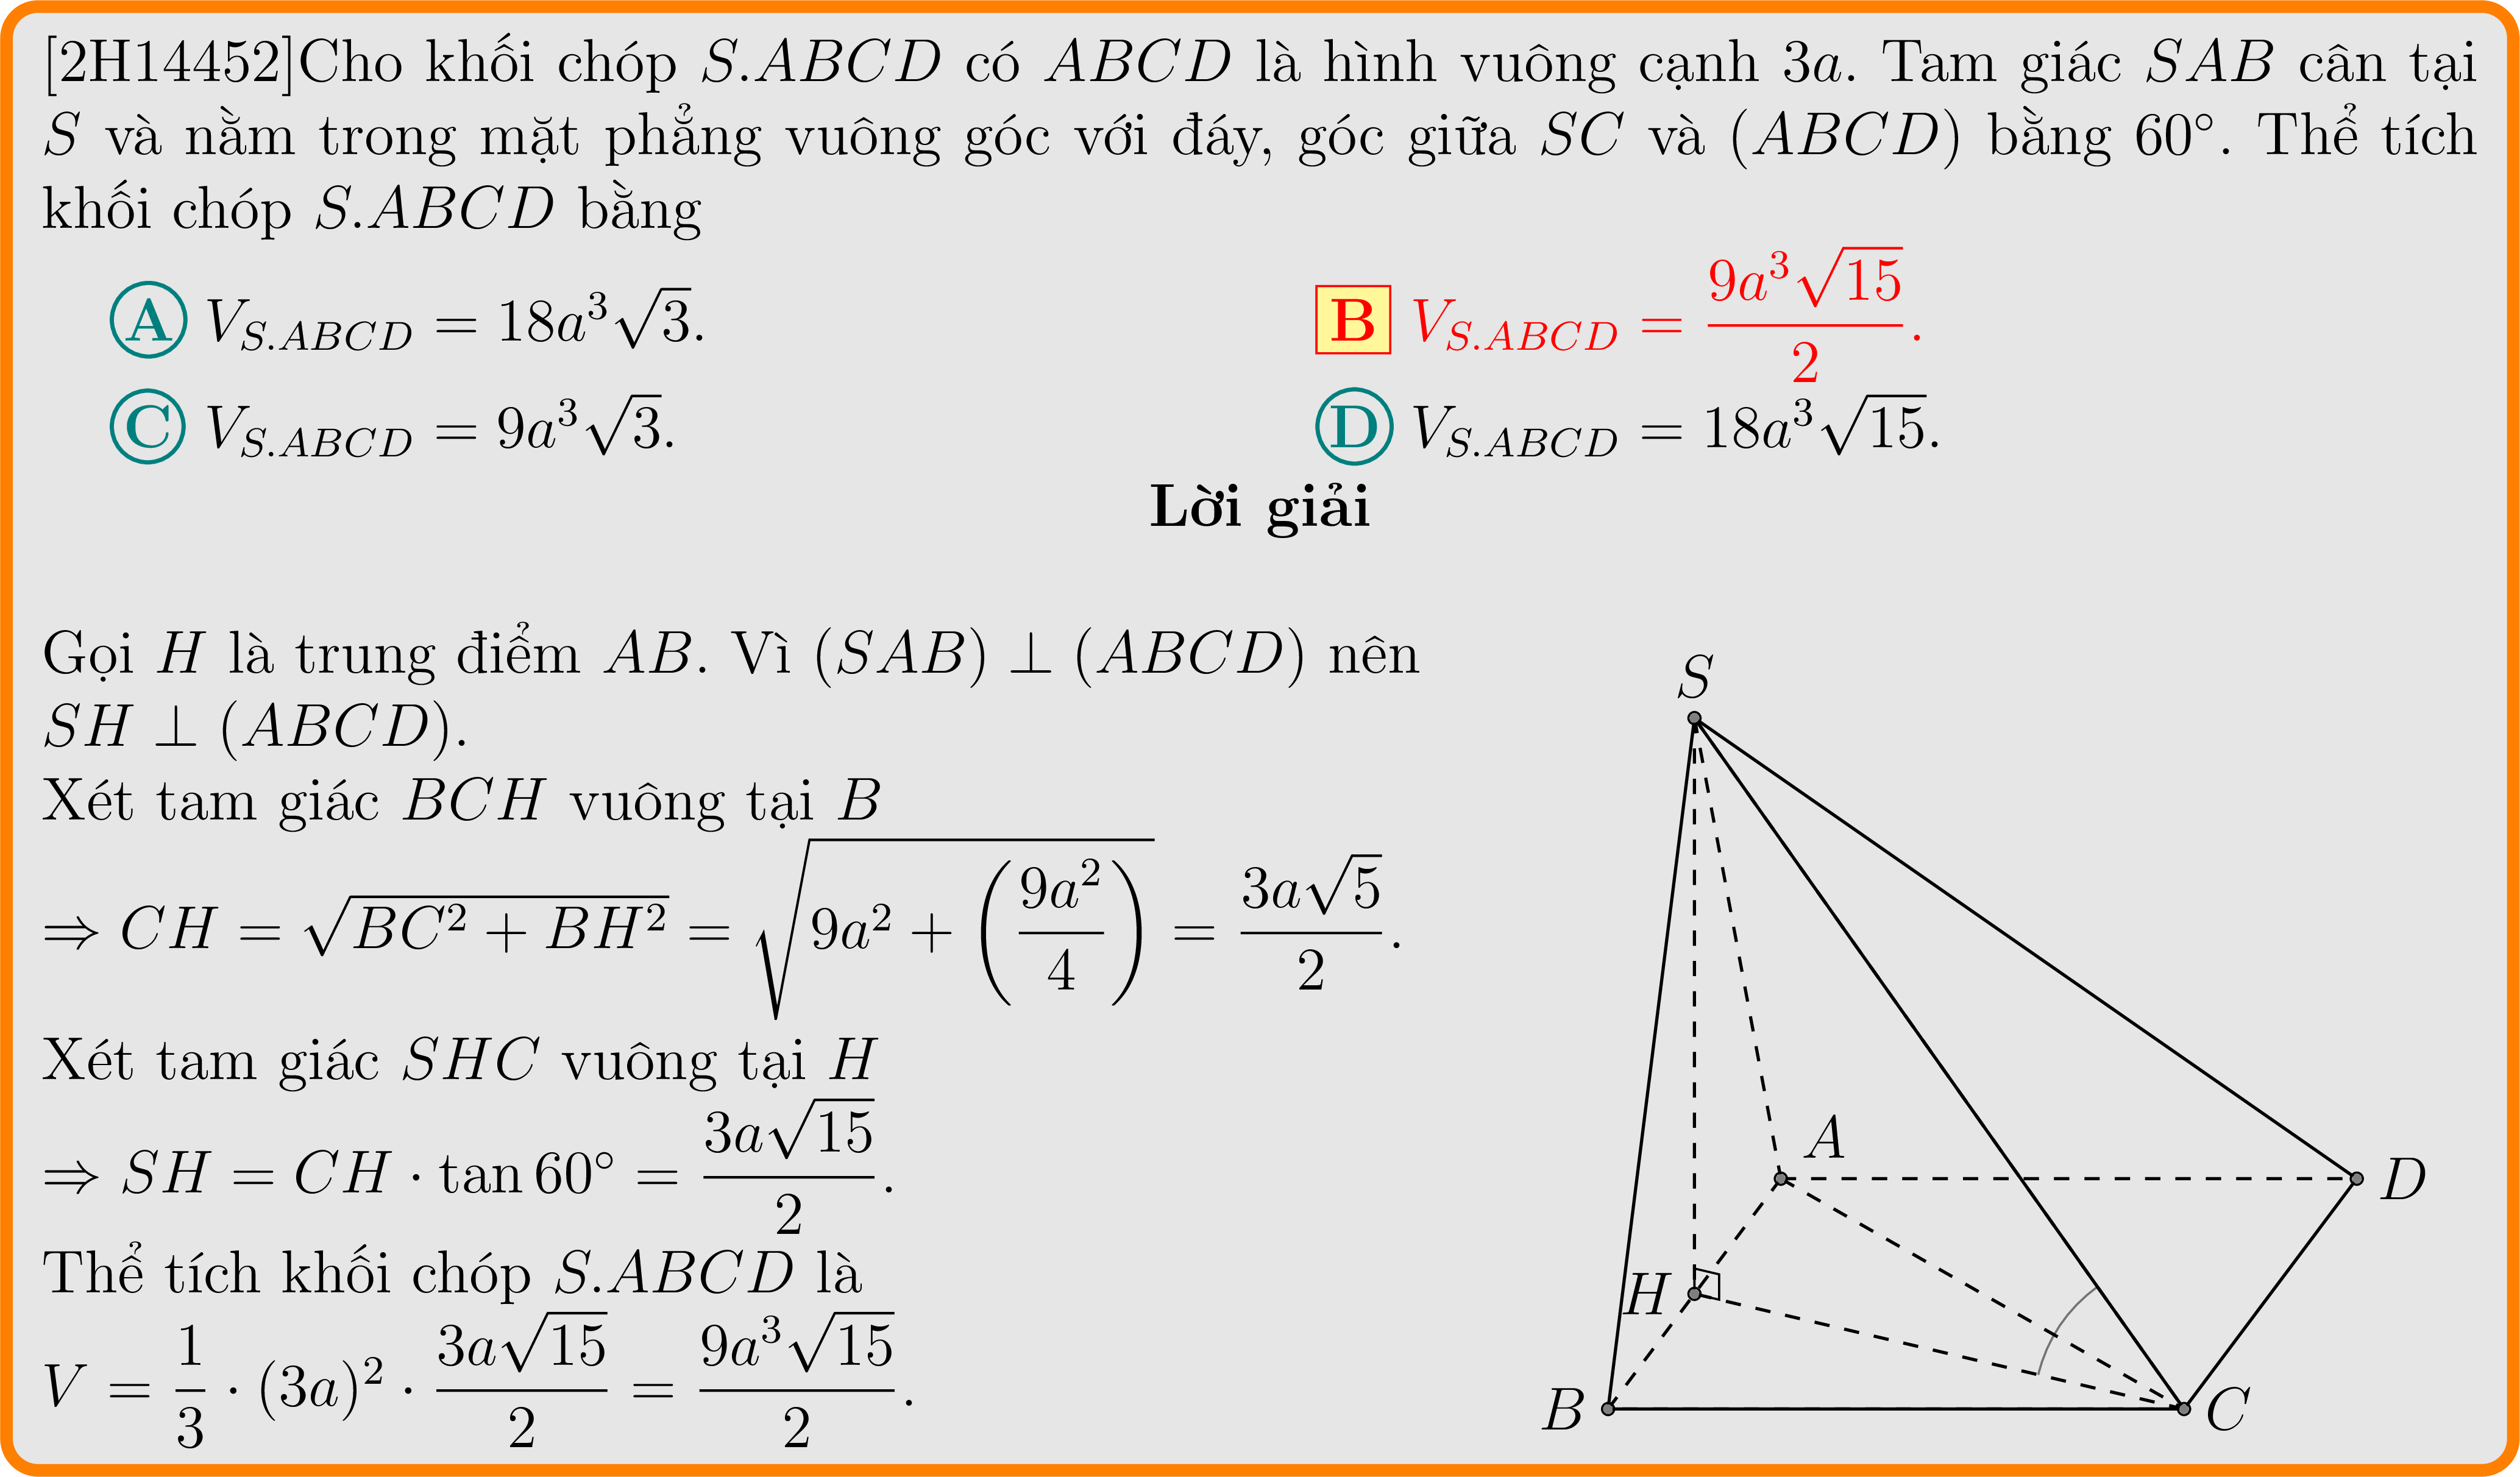 [2H14452]Cho khối chóp S.ABCD có ABCD là hình vuông cạnh 3a. Tam giác SAB cân tại
S và nằm trong mặt phẳng vuông góc với đáy, góc giữa SC và (ABCD) bằng 60°. Thể tích
khối chóp S.ABCD bằng
A V_{S.ABCD} = 18a^3\sqrt{3}.
B V_{S.ABCD} = \frac{9a^3\sqrt{15}}{2}.
C V_{S.ABCD} = 9a^3\sqrt{3}.
D V_{S.ABCD} = 18a^3\sqrt{15}.
Lời giải
Gọi H là trung điểm AB. Vì (SAB) ⊥ (ABCD) nên
SH ⊥ (ABCD).
Xét tam giác BCH vuông tại B
⇒ CH = \sqrt{BC^2 + BH^2} = \sqrt{9a^2 + \left(\frac{9a^2}{4}\right)} = \frac{3a\sqrt{5}}{2}.
Xét tam giác SHC vuông tại H
⇒ SH = CH · tan 60° = \frac{3a\sqrt{15}}{2}.
Thể tích khối chóp S.ABCD là
V = \frac{1}{3} · (3a)^2 · \frac{3a\sqrt{15}}{2} = \frac{9a^3\sqrt{15}}{2}.
S
A
D
H
B
C